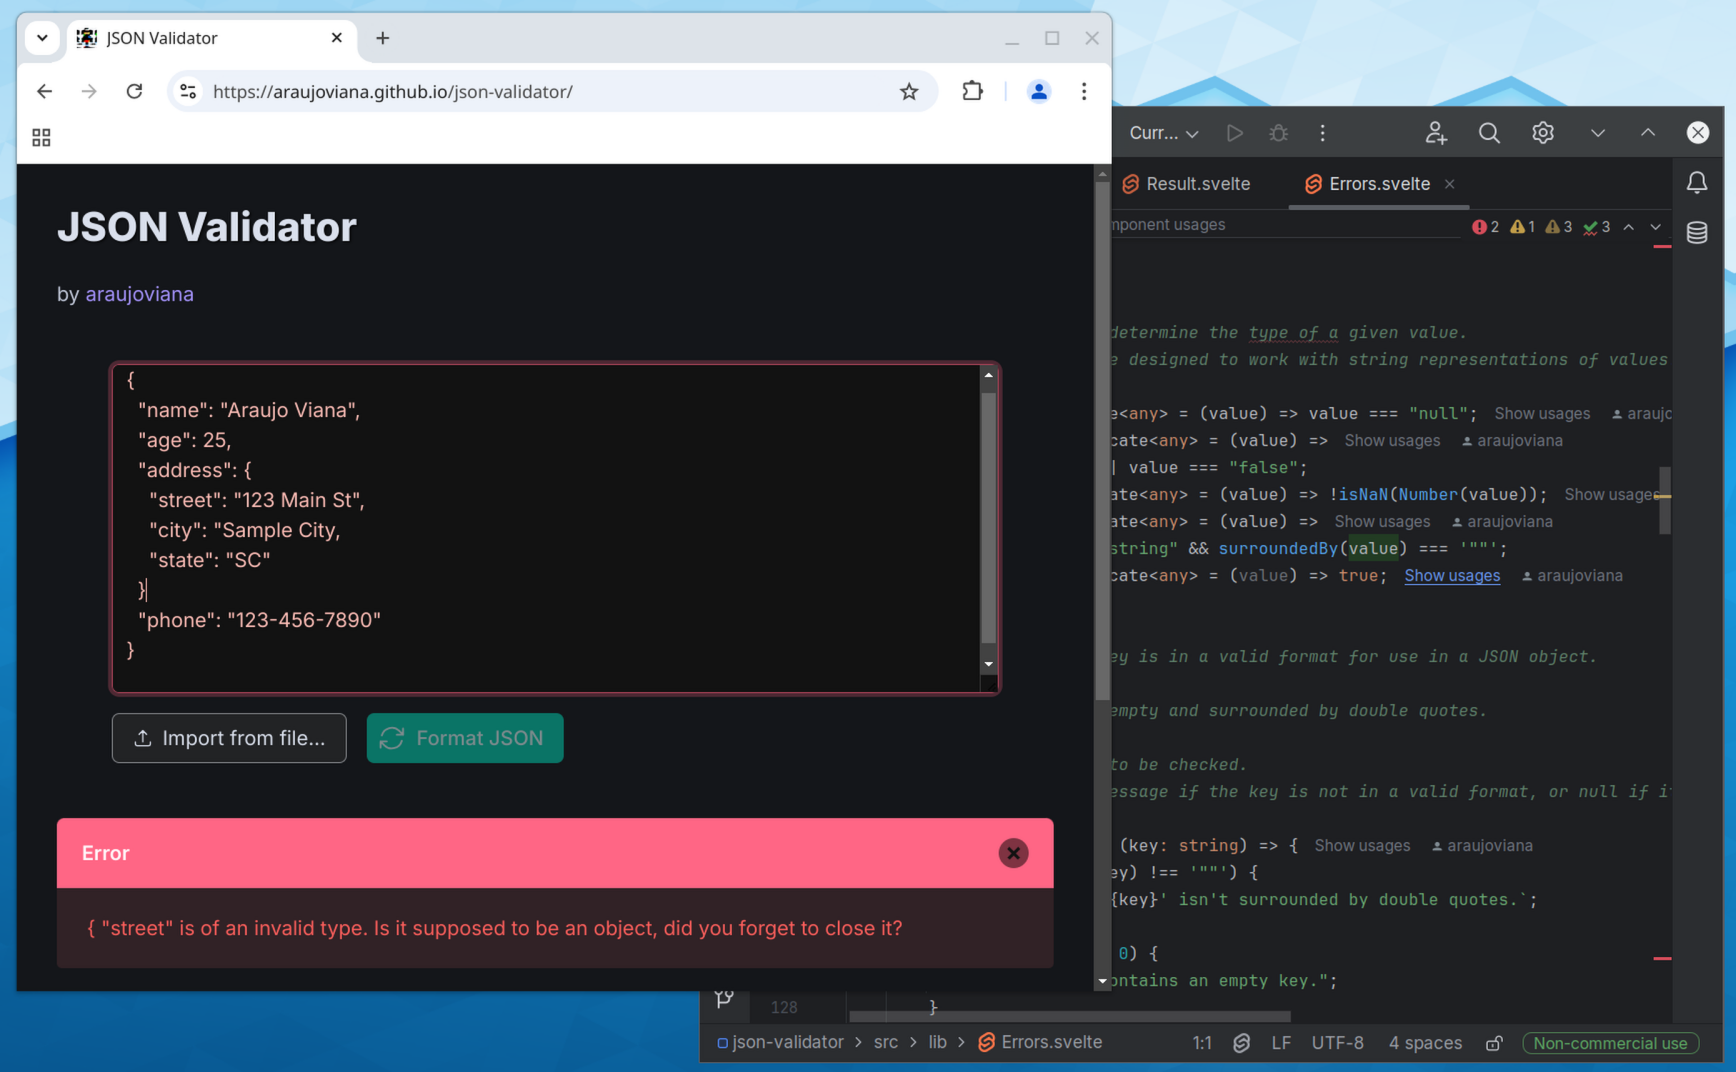 JSON Validator
https://araujoviana.github.io/json-validator/
JSON Validator
by araujoviana
{
"name": "Araujo Viana",
"age": 25,
"address": {
"street": "123 Main St",
"city": "Sample City,
"state": "SC"
}
"phone": "123-456-7890"
}
Import from file...
Format JSON
Error
{ "street" is of an invalid type. Is it supposed to be an object, did you forget to close it?
Curr...
Result.svelte
Errors.svelte
mponent usages
2 1 3 3
determine the type of a given value.
e designed to work with string representations of values
e<any> = (value) => value === "null"; Show usages araujo
cate<any> = (value) => Show usages araujoviana
| value === "false";
ate<any> = (value) => !isNaN(Number(value)); Show usages
ate<any> = (value) => Show usages araujoviana
string" && surroundedBy(value) === '""';
cate<any> = (value) => true; Show usages araujoviana
ey is in a valid format for use in a JSON object.
empty and surrounded by double quotes.
to be checked.
essage if the key is not in a valid format, or null if i
(key: string) => { Show usages araujoviana
ey) !== '""') {
{key}' isn't surrounded by double quotes.`;
0) {
ontains an empty key.";
128 }
json-validator > src > lib > Errors.svelte
1:1 LF UTF-8 4 spaces Non-commercial use